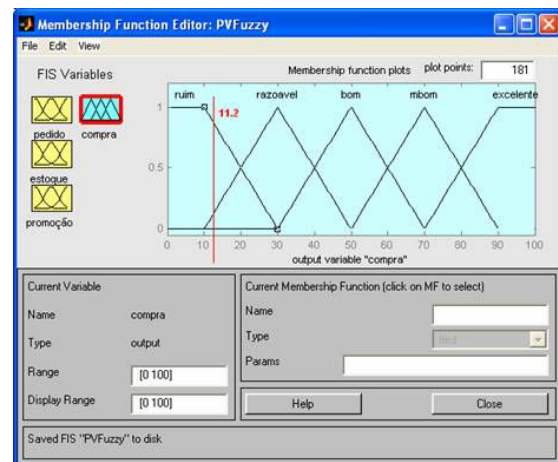 Membership Function Editor: PVFuzzy
File Edit View
FIS Variables
pedido
compra
estoque
promoção
Membership function plots
plot points:
181
ruim
razoavel
bom
mbom
excelente
11.2
1
0.5
0
0 10 20 30 40 50 60 70 80 90 100
output variable "compra"
Current Variable
Name compra
Type output
Range [0 100]
Display Range [0 100]
Current Membership Function (click on MF to select)
Name
Type
Params
Help
Close
Saved FIS "PVFuzzy" to disk